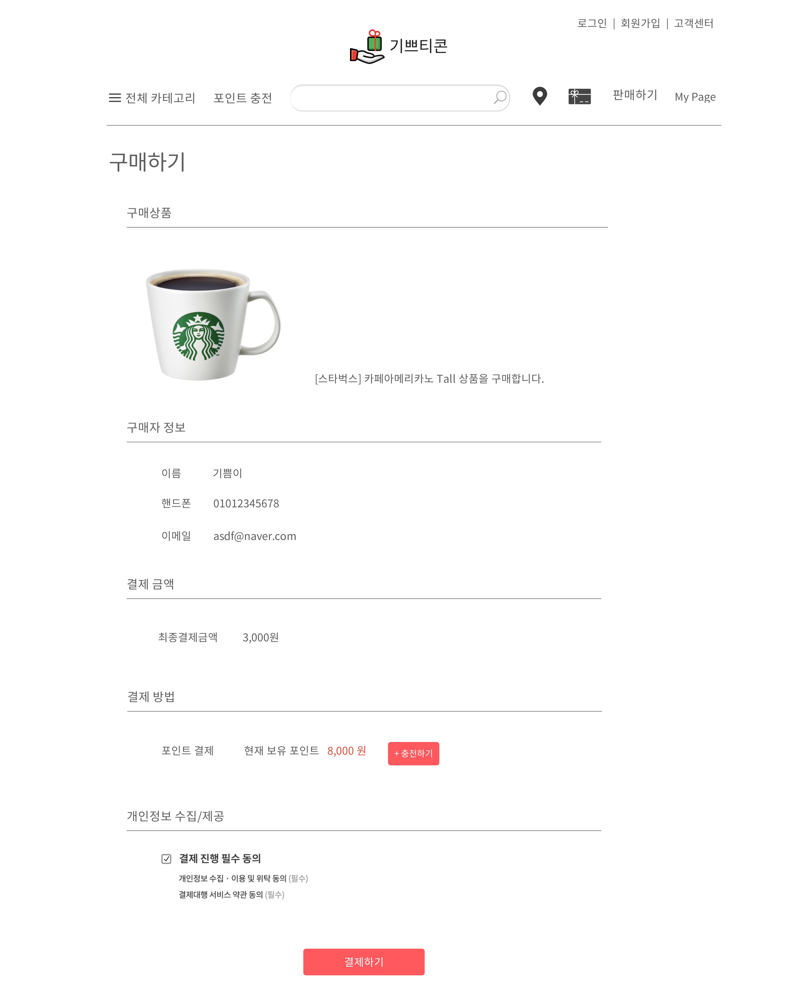 로그인 | 회원가입 | 고객센터
기쁘티콘
전체 카테고리 포인트 충전 판매하기 My Page
구매하기
구매상품
[스타벅스] 카페아메리카노 Tall 상품을 구매합니다.
구매자 정보
이름 기쁨이
핸드폰 01012345678
이메일 asdf@naver.com
결제 금액
최종결제금액 3,000원
결제 방법
포인트 결제 현재 보유 포인트 8,000 원 + 충전하기
개인정보 수집/제공
결제 진행 필수 동의
개인정보 수집 · 이용 및 위탁 동의 (필수)
결제대행 서비스 약관 동의 (필수)
결제하기